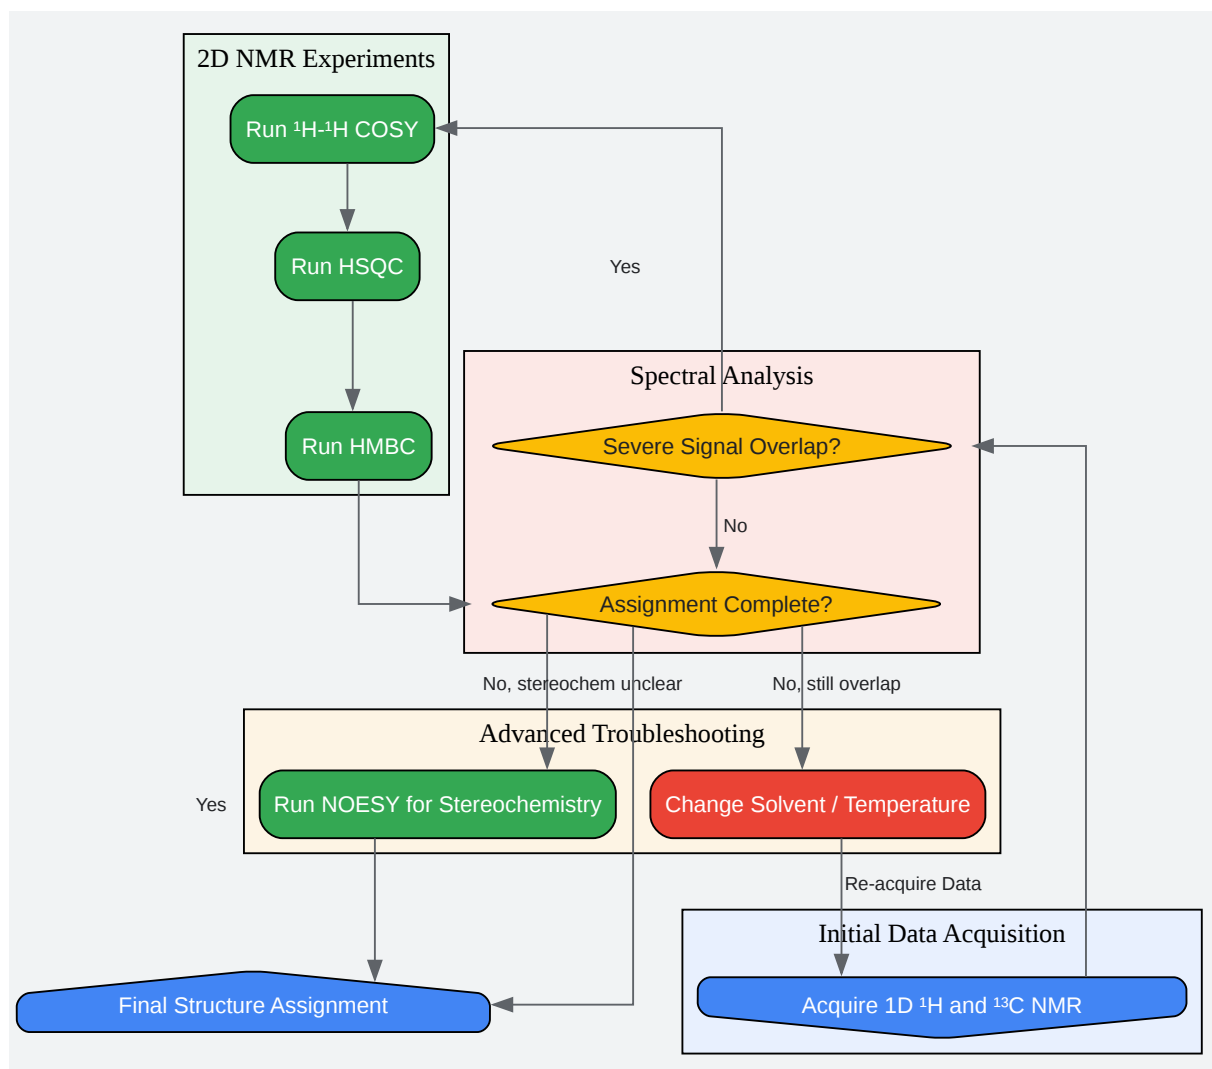 2D NMR Experiments
Run ¹H-¹H COSY
Run HSQC
Yes
Spectral Analysis
Severe Signal Overlap?
Run HMBC
No
Assignment Complete?
No, stereochem unclear
No, still overlap
Advanced Troubleshooting
Yes
Run NOESY for Stereochemistry
Change Solvent / Temperature
Re-acquire Data
Initial Data Acquisition
Final Structure Assignment
Acquire 1D ¹H and ¹³C NMR